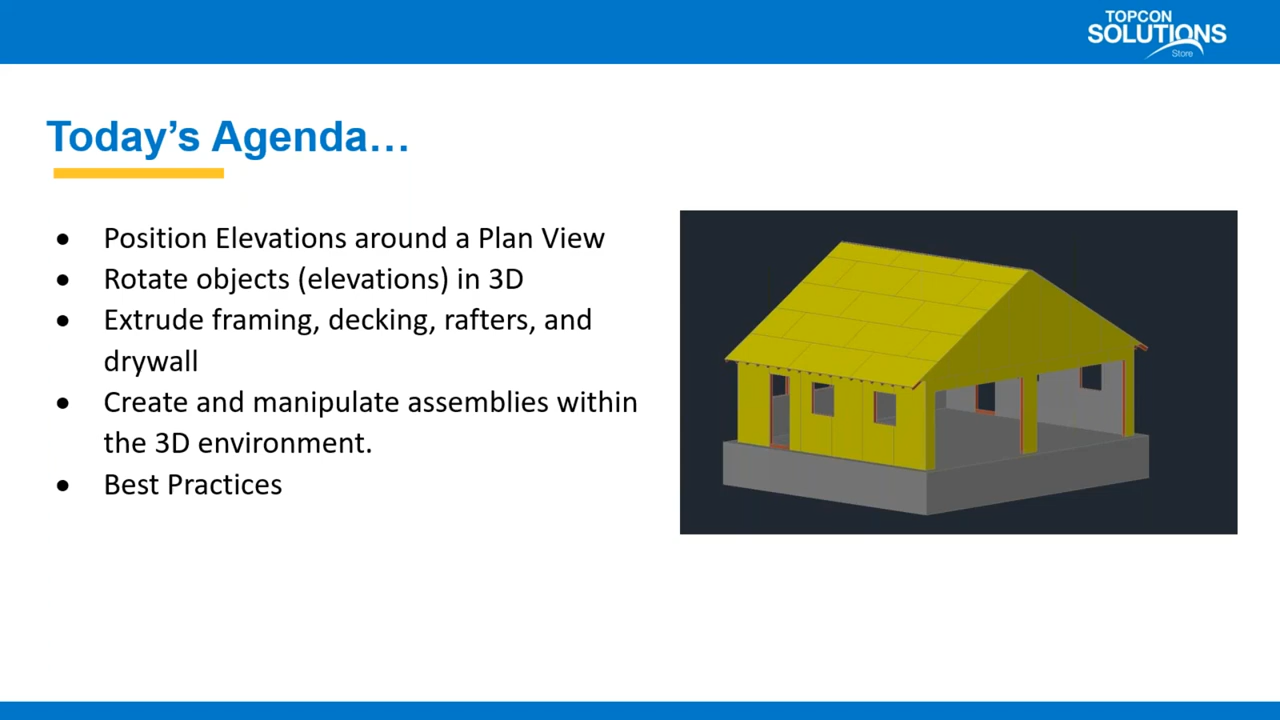 TOPCON
SOLUTIONS
Store
Today’s Agenda…
● Position Elevations around a Plan View
● Rotate objects (elevations) in 3D
● Extrude framing, decking, rafters, and
drywall
● Create and manipulate assemblies within
the 3D environment.
● Best Practices